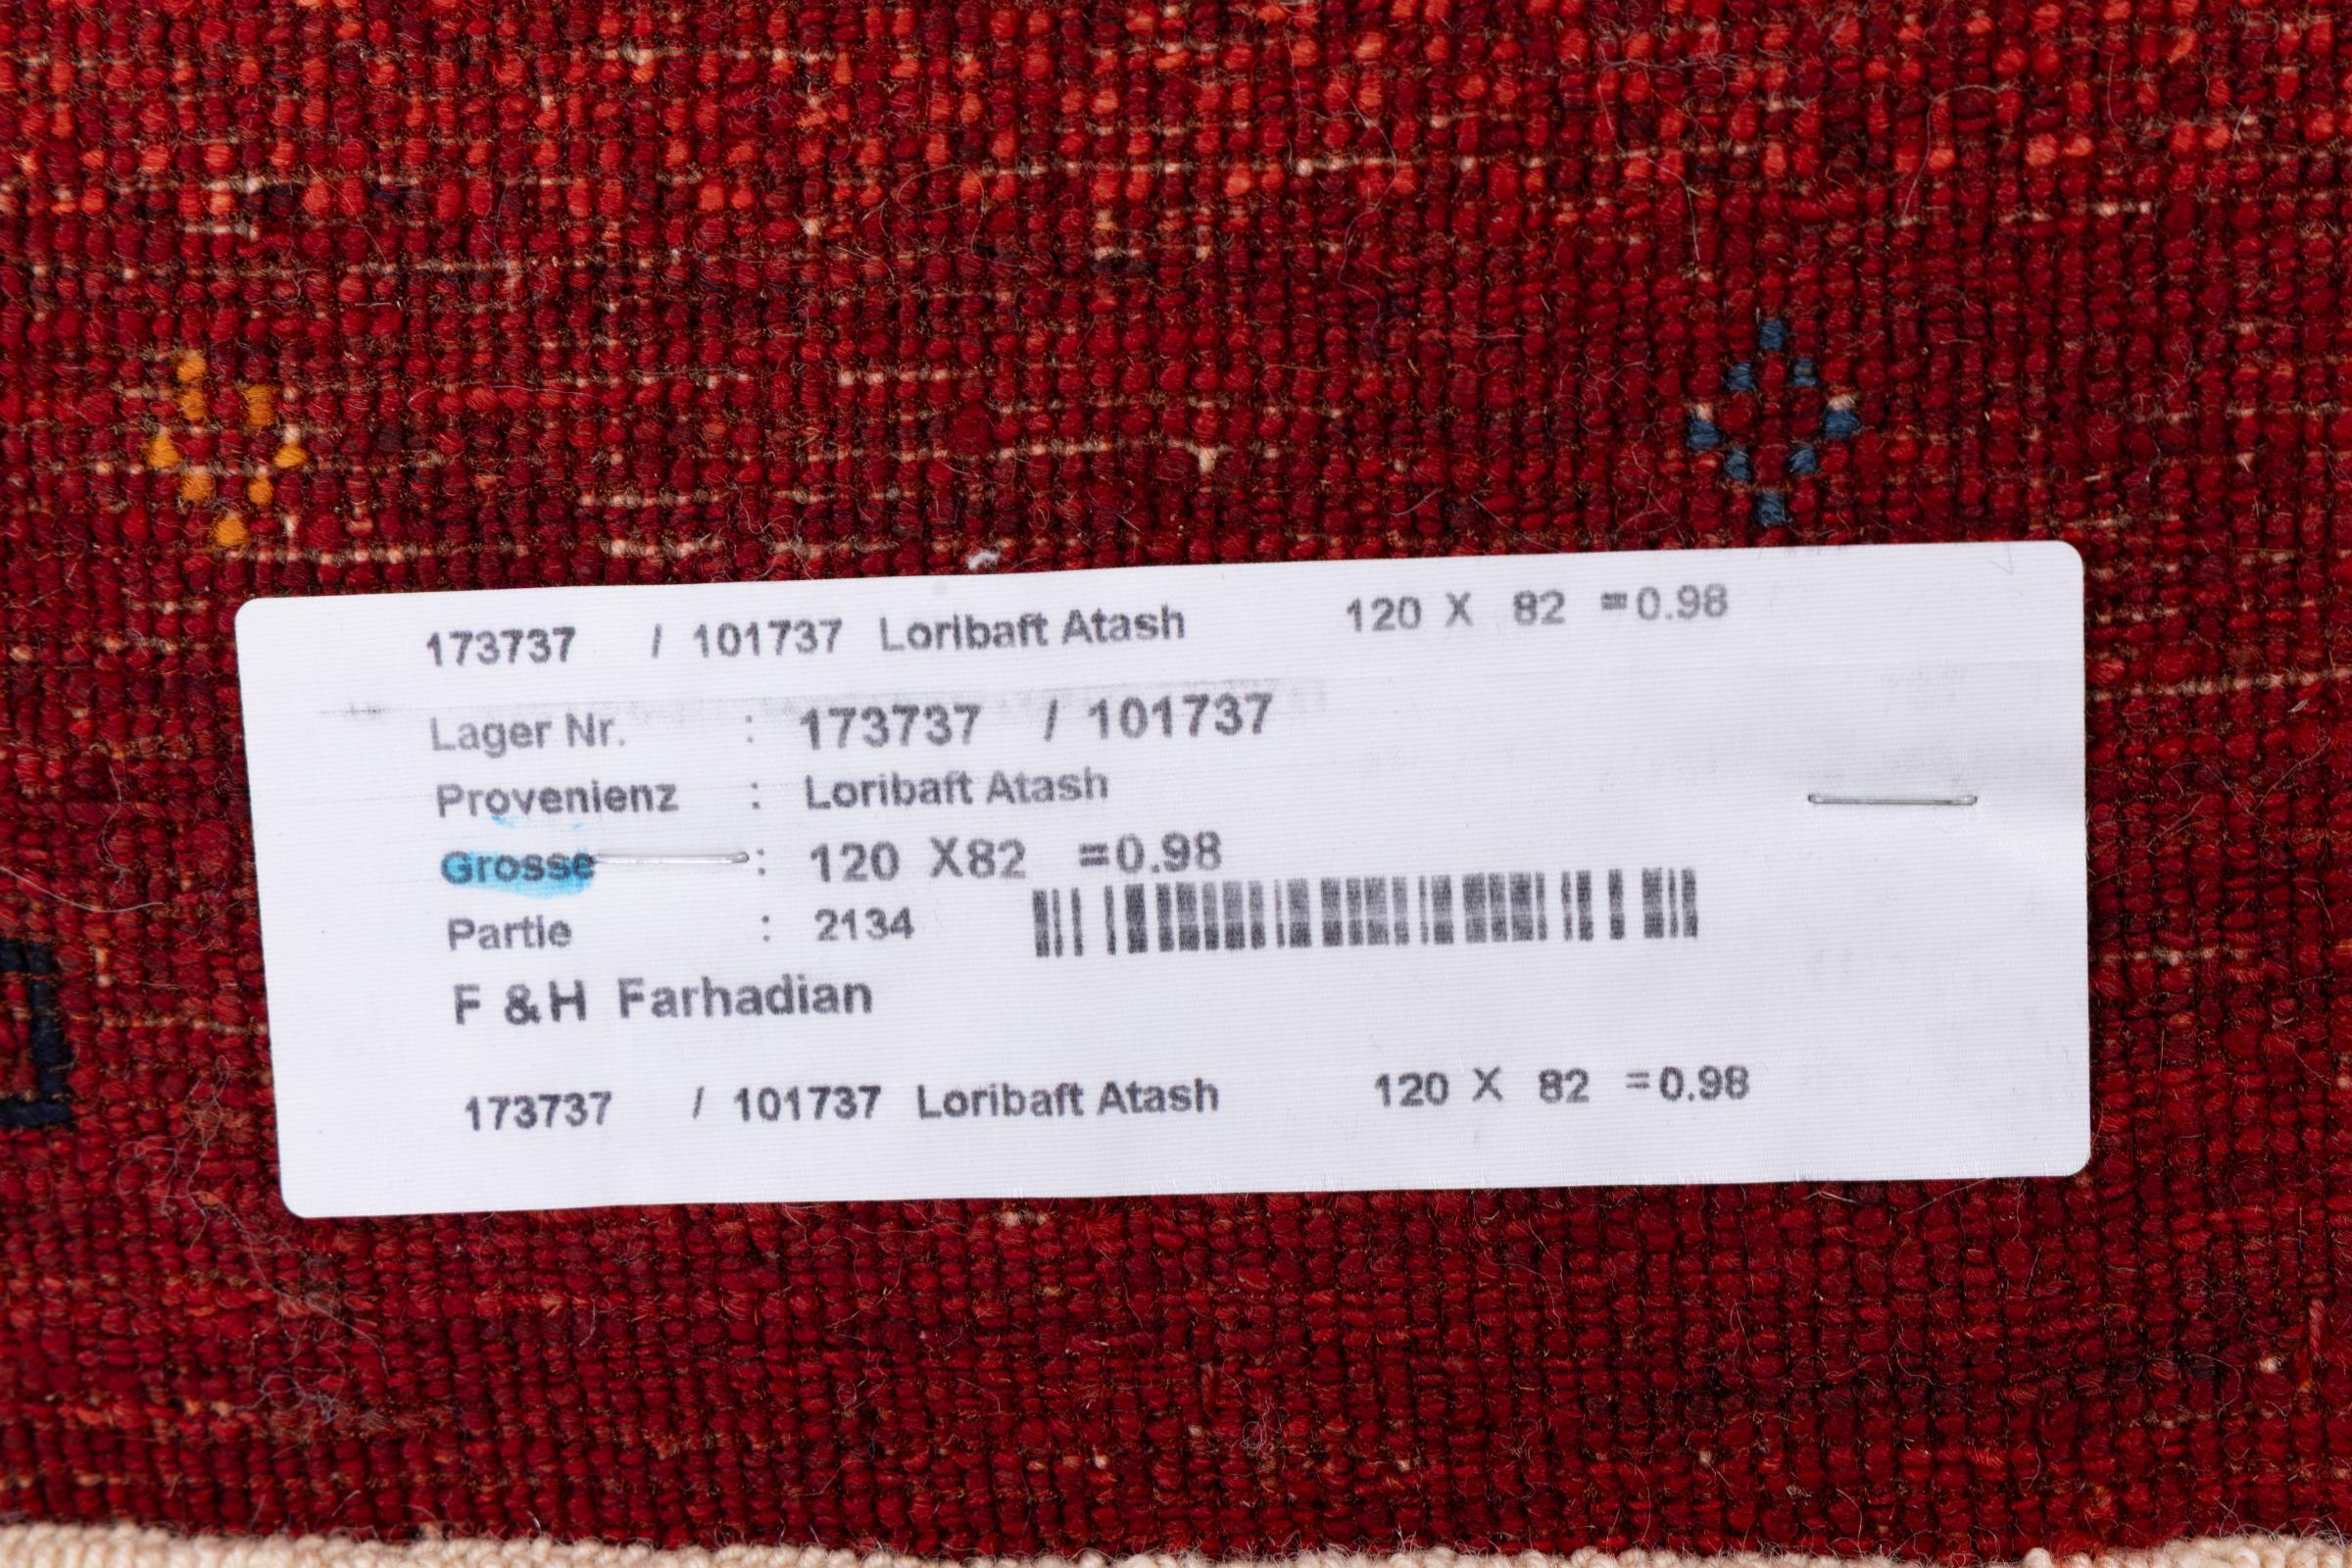 173737 / 101737 Loribaft Atash 120 X 82 =0.98
Lager Nr. : 173737 / 101737
Provenienz : Loribaft Atash
Grosse : 120 X82 =0.98
Partie : 2134
F &H Farhadian
173737 / 101737 Loribaft Atash 120 X 82 =0.98